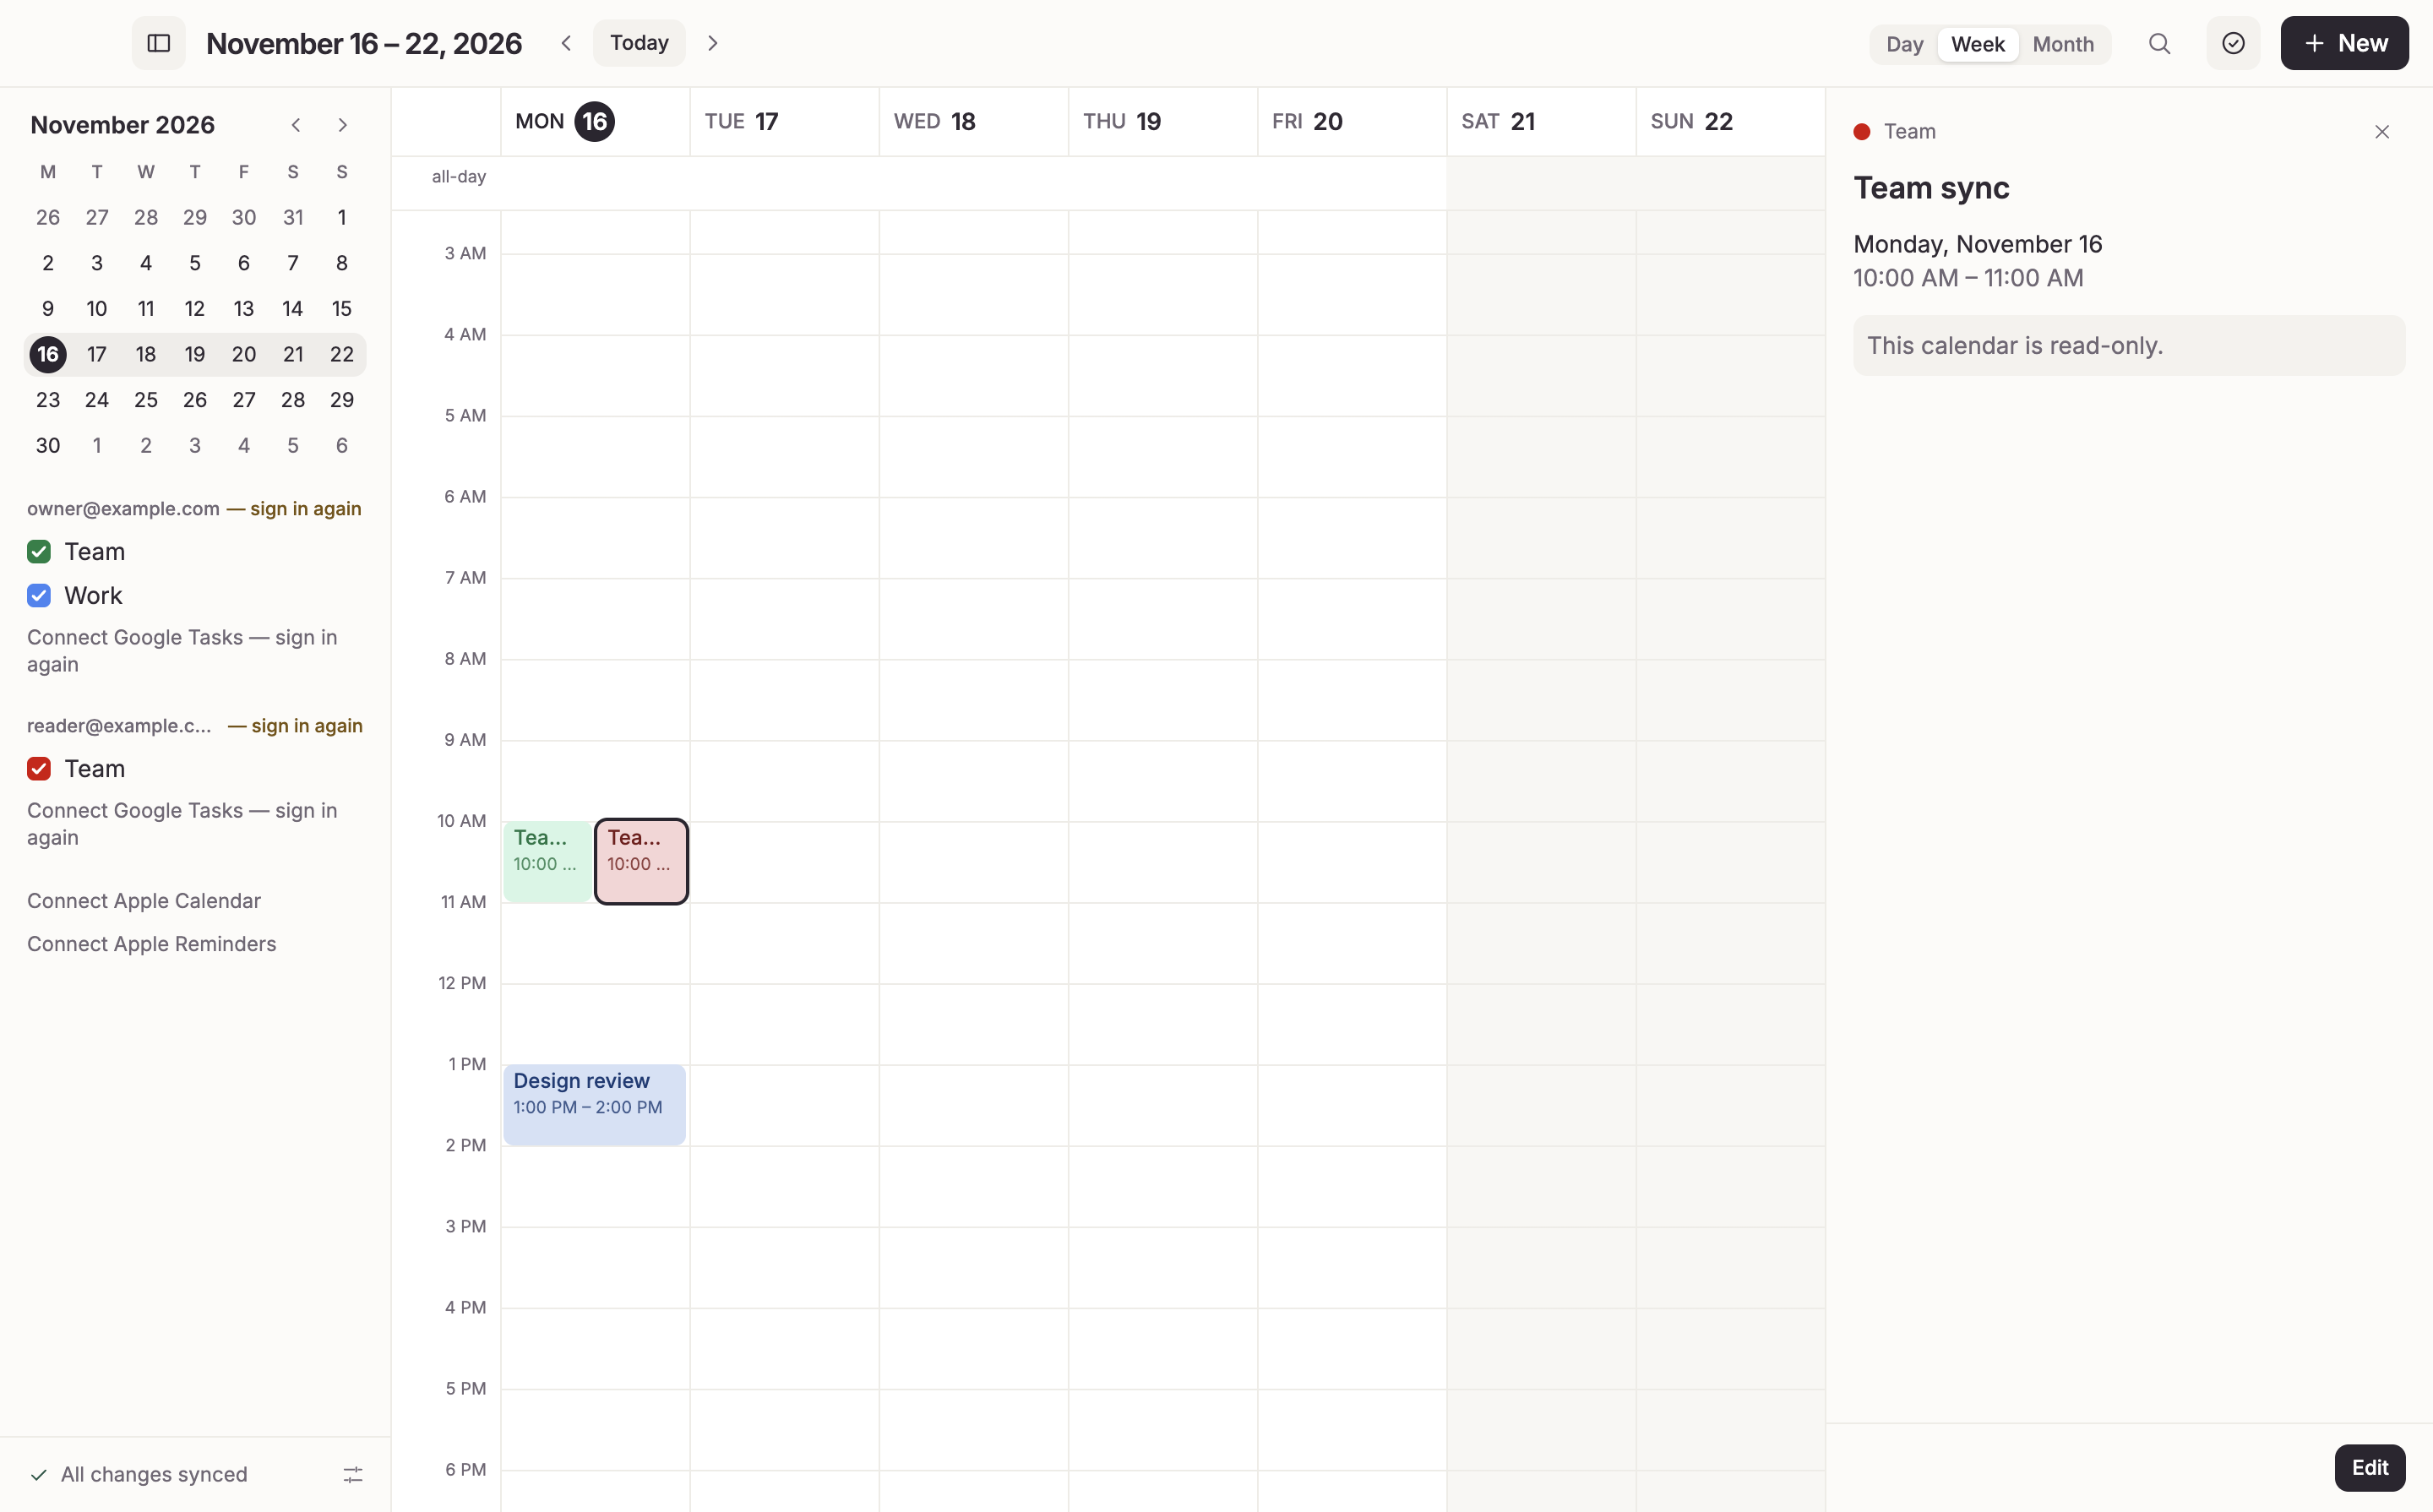 November 16 – 22, 2026
Today
Day Week Month
New
November 2026
M T W T F S S
26 27 28 29 30 31 1
2 3 4 5 6 7 8
9 10 11 12 13 14 15
16 17 18 19 20 21 22
23 24 25 26 27 28 29
30 1 2 3 4 5 6
owner@example.com — sign in again
Team
Work
Connect Google Tasks — sign in
again
reader@example.c... — sign in again
Team
Connect Google Tasks — sign in
again
Connect Apple Calendar
Connect Apple Reminders
All changes synced
MON 16 TUE 17 WED 18 THU 19 FRI 20 SAT 21 SUN 22
all-day
3 AM
4 AM
5 AM
6 AM
7 AM
8 AM
9 AM
10 AM
Tea... Tea...
10:00 ... 10:00 ...
11 AM
12 PM
1 PM
Design review
1:00 PM – 2:00 PM
2 PM
3 PM
4 PM
5 PM
6 PM
Team
Team sync
Monday, November 16
10:00 AM – 11:00 AM
This calendar is read-only.
Edit